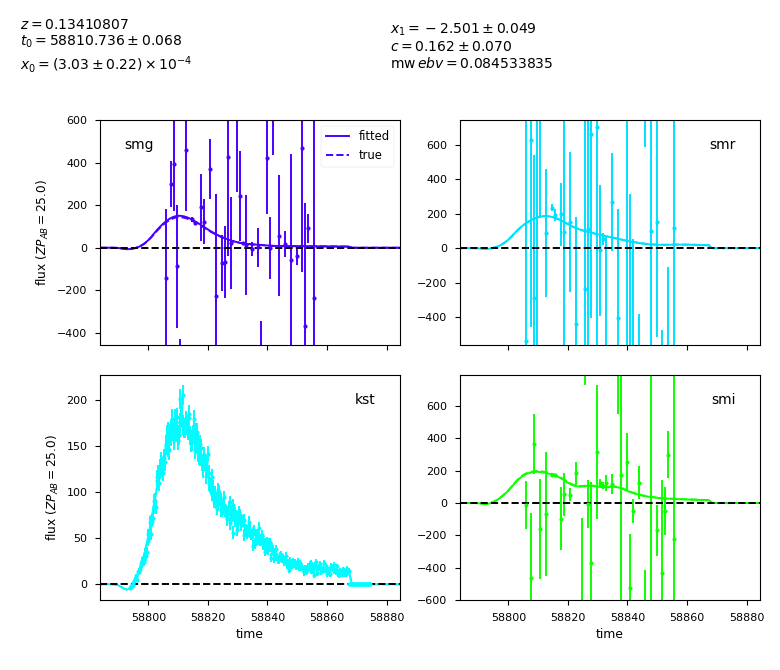 z = 0.13410807
t₀ = 58810.736 ± 0.068
x₀ = (3.03 ± 0.22) × 10⁻⁴
x₁ = −2.501 ± 0.049
c = 0.162 ± 0.070
mw ebv = 0.084533835
600
400
200
0
−200
−400
flux (ZP_AB = 25.0)
smg
fitted
true
600
400
200
0
−200
−400
smr
200
150
100
50
0
flux (ZP_AB = 25.0)
kst
58800
58820
58840
58860
58880
time
600
400
200
0
−200
−400
−600
smi
58800
58820
58840
58860
58880
time